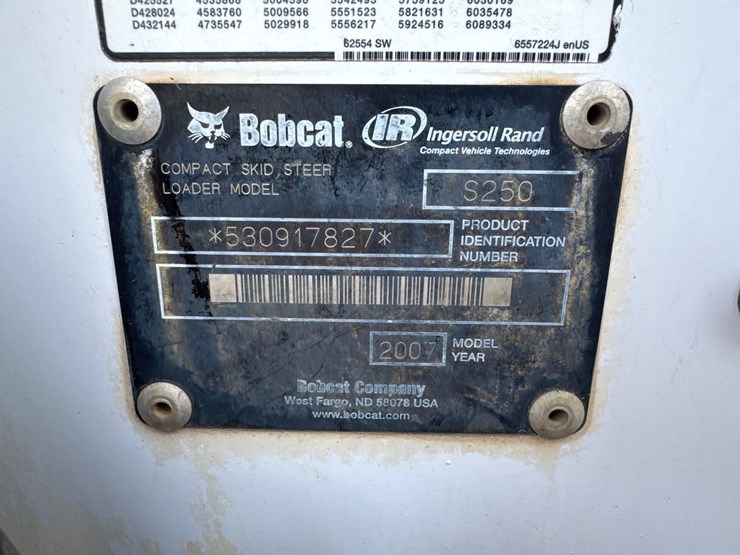 D428024 4583760 5009566 5551523 5821631 6035478
D432144 4735547 5029918 5556217 5924516 6089334
62554 SW 6557224J enUS
Bobcat. IR Ingersoll Rand
Compact Vehicle Technologies
COMPACT SKID STEER
LOADER MODEL S250
*530917827* PRODUCT
IDENTIFICATION
NUMBER
2007 MODEL
YEAR
Bobcat Company
West Fargo, ND 58078 USA
www.bobcat.com